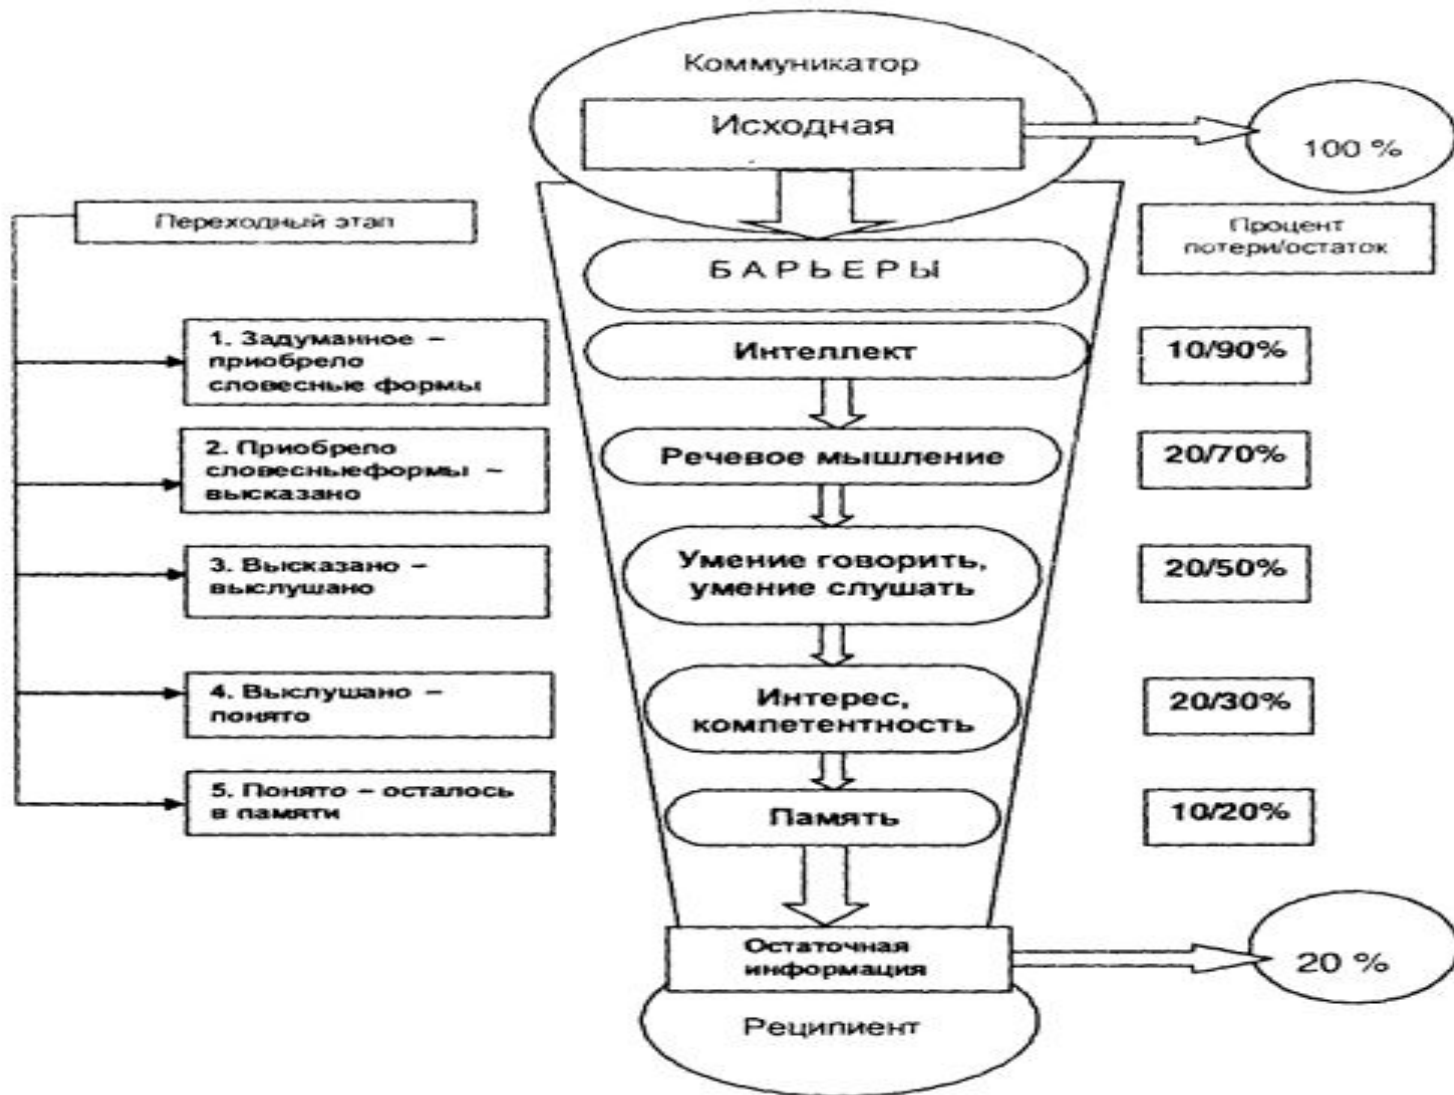 Коммуникатор
Исходная
100 %
Переходный этап
Процент
потери/остаток
БАРЬЕРЫ
1. Задуманное –
приобрело
словесные формы
Интеллект
10/90%
2. Приобрело
словесныеформы –
высказано
Речевое мышление
20/70%
3. Высказано –
выслушано
Умение говорить,
умение слушать
20/50%
4. Выслушано –
понято
Интерес,
компетентность
20/30%
5. Понято – осталось
в памяти
Память
10/20%
Остаточная
информация
20 %
Реципиент